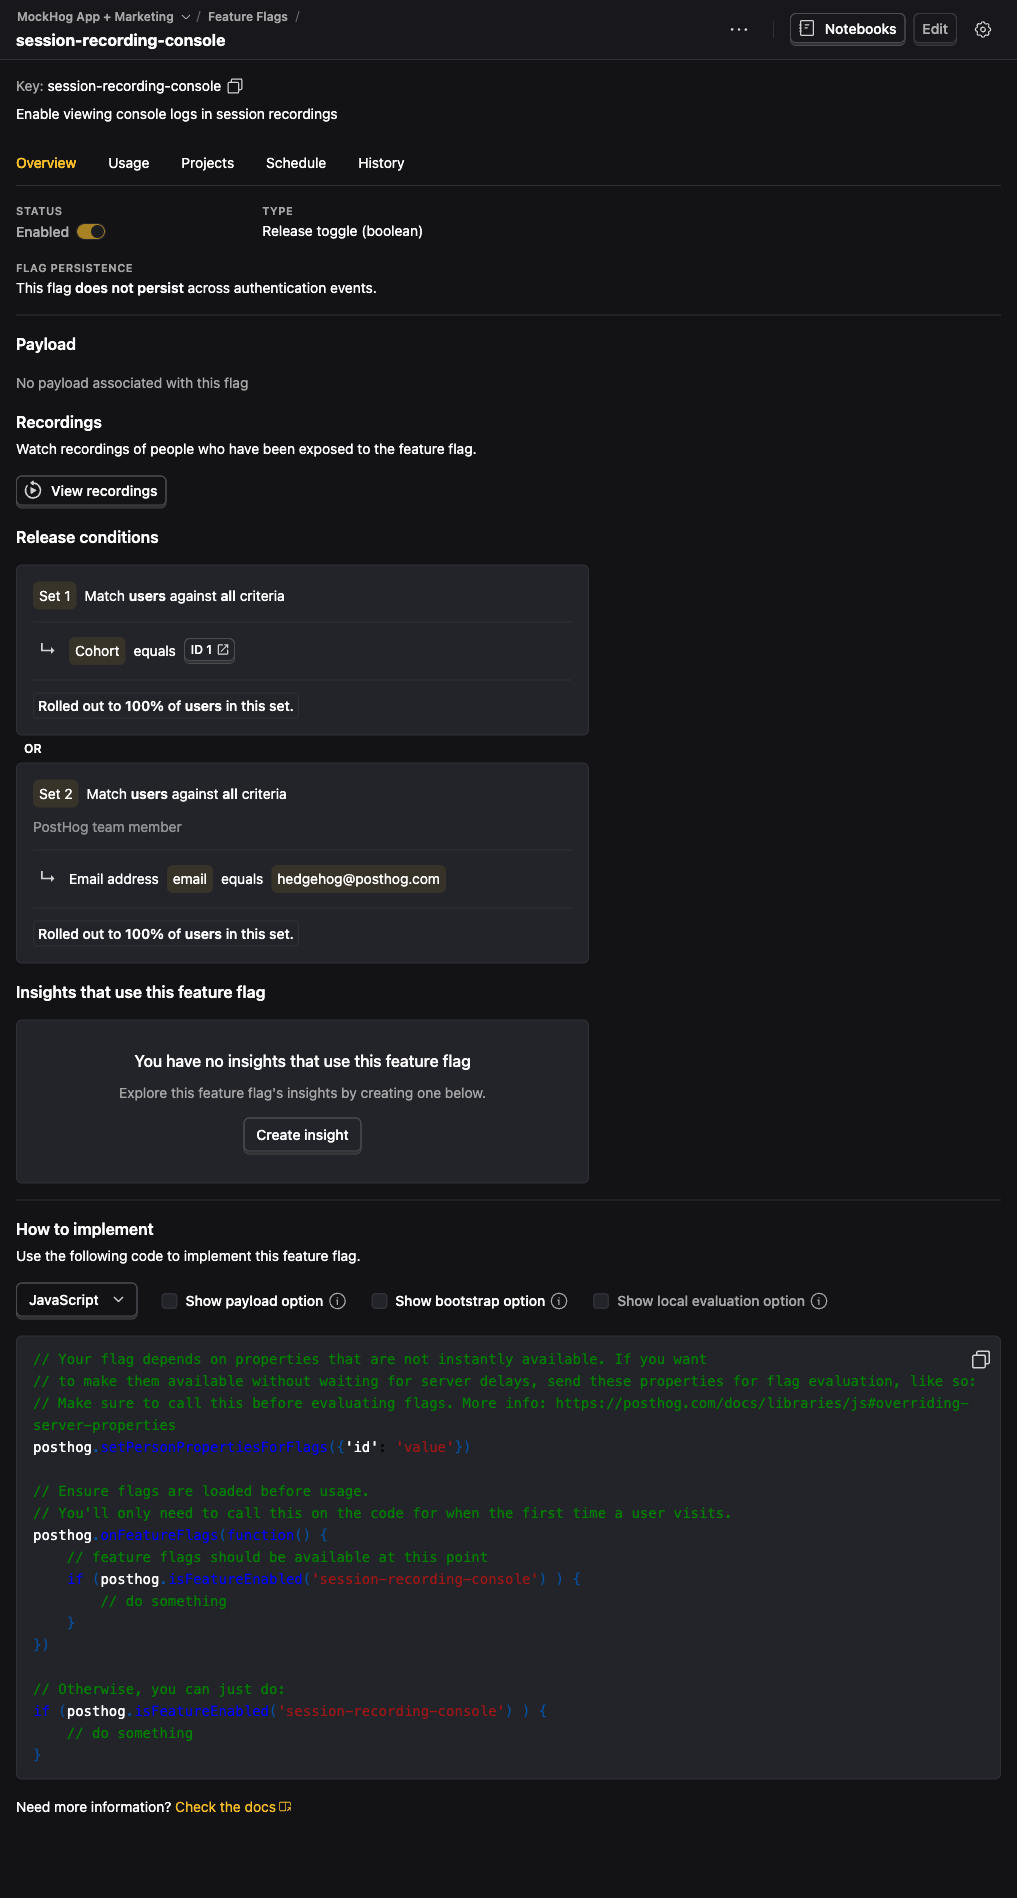 MockHog App + Marketing / Feature Flags /
session-recording-console
Notebooks
Edit
Key: session-recording-console
Enable viewing console logs in session recordings
Overview Usage Projects Schedule History
STATUS
Enabled
TYPE
Release toggle (boolean)
FLAG PERSISTENCE
This flag does not persist across authentication events.
Payload
No payload associated with this flag
Recordings
Watch recordings of people who have been exposed to the feature flag.
View recordings
Release conditions
Set 1 Match users against all criteria
Cohort equals ID 1
Rolled out to 100% of users in this set.
OR
Set 2 Match users against all criteria
PostHog team member
Email address email equals hedgehog@posthog.com
Rolled out to 100% of users in this set.
Insights that use this feature flag
You have no insights that use this feature flag
Explore this feature flag's insights by creating one below.
Create insight
How to implement
Use the following code to implement this feature flag.
JavaScript Show payload option Show bootstrap option Show local evaluation option
// Your flag depends on properties that are not instantly available. If you want
// to make them available without waiting for server delays, send these properties for flag evaluation, like so:
// Make sure to call this before evaluating flags. More info: https://posthog.com/docs/libraries/js#overriding-
server-properties
posthog.setPersonPropertiesForFlags({'id': 'value'})
// Ensure flags are loaded before usage.
// You'll only need to call this on the code for when the first time a user visits.
posthog.onFeatureFlags(function() {
// feature flags should be available at this point
if (posthog.isFeatureEnabled('session-recording-console') ) {
// do something
}
})
// Otherwise, you can just do:
if (posthog.isFeatureEnabled('session-recording-console') ) {
// do something
}
Need more information? Check the docs